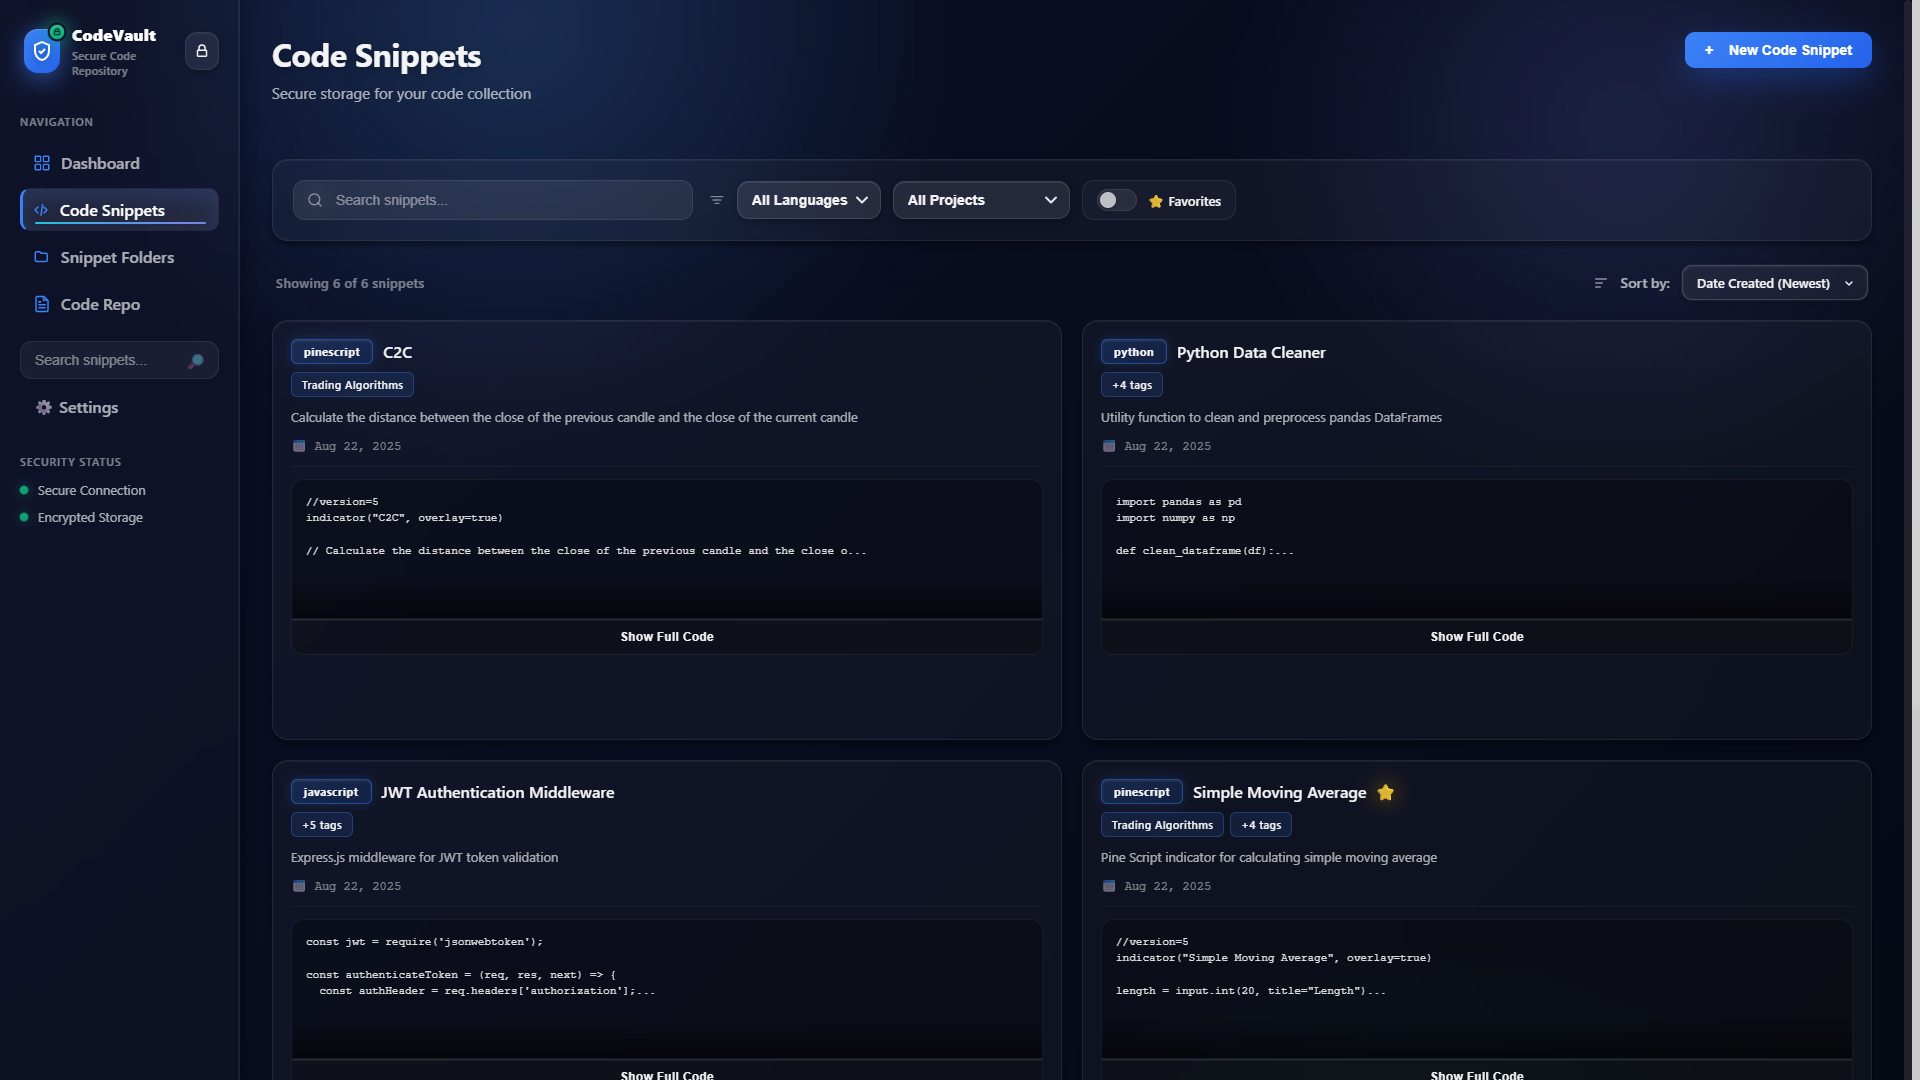 CodeVault
Secure Code
Repository
NAVIGATION
Dashboard
Code Snippets
Snippet Folders
Code Repo
Search snippets...
Settings
SECURITY STATUS
Secure Connection
Encrypted Storage
Code Snippets
Secure storage for your code collection
+ New Code Snippet
Search snippets...
All Languages
All Projects
Favorites
Showing 6 of 6 snippets
Sort by:
Date Created (Newest)
pinescript C2C
Trading Algorithms
Calculate the distance between the close of the previous candle and the close of the current candle
Aug 22, 2025
//version=5
indicator("C2C", overlay=true)
// Calculate the distance between the close of the previous candle and the close o...
Show Full Code
python Python Data Cleaner
+4 tags
Utility function to clean and preprocess pandas DataFrames
Aug 22, 2025
import pandas as pd
import numpy as np
def clean_dataframe(df):...
Show Full Code
javascript JWT Authentication Middleware
+5 tags
Express.js middleware for JWT token validation
Aug 22, 2025
const jwt = require('jsonwebtoken');
const authenticateToken = (req, res, next) => {
const authHeader = req.headers['authorization'];...
Show Full Code
pinescript Simple Moving Average
Trading Algorithms +4 tags
Pine Script indicator for calculating simple moving average
Aug 22, 2025
//version=5
indicator("Simple Moving Average", overlay=true)
length = input.int(20, title="Length")...
Show Full Code